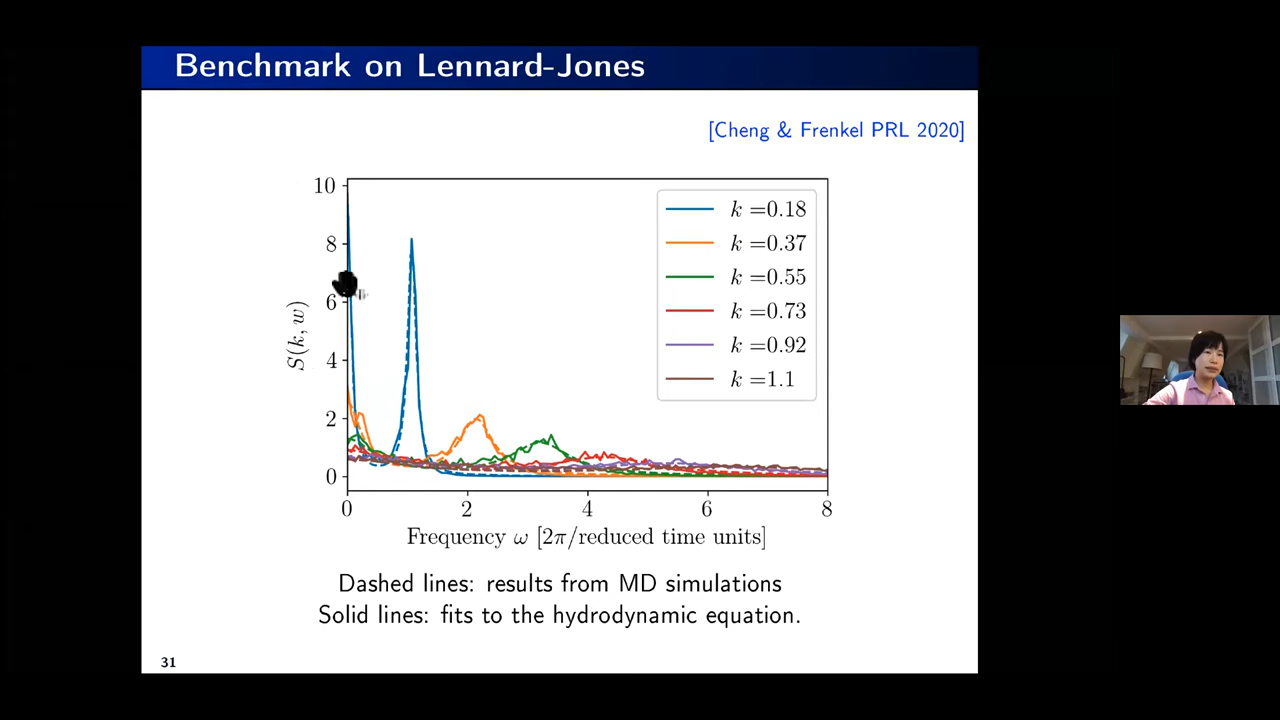 Benchmark on Lennard-Jones
[Cheng & Frenkel PRL 2020]
10
8
6
4
2
0
S(k, w)
k =0.18
k =0.37
k =0.55
k =0.73
k =0.92
k =1.1
0 2 4 6 8
Frequency ω [2π/reduced time units]
Dashed lines: results from MD simulations
Solid lines: fits to the hydrodynamic equation.
31